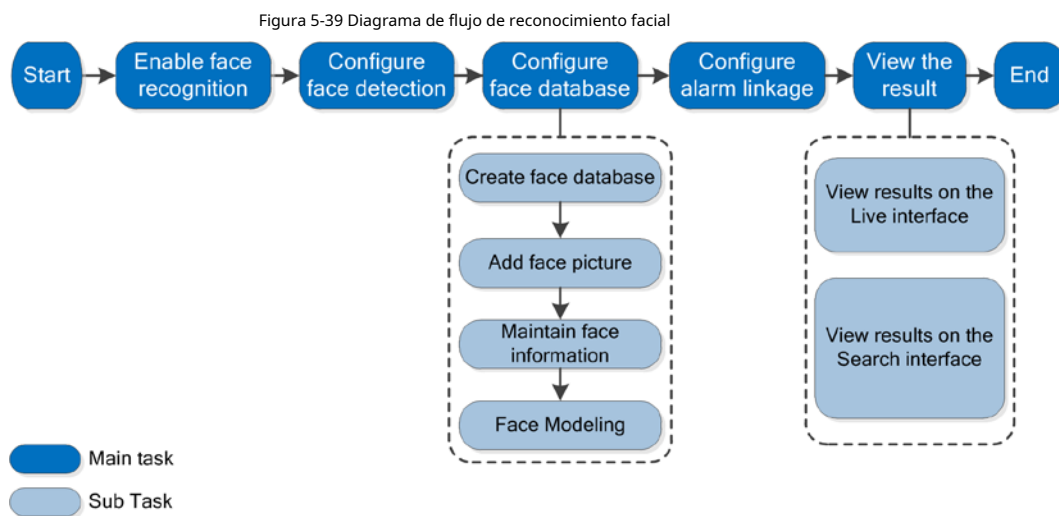 Figura 5-39 Diagrama de flujo de reconocimiento facial
Start
Enable face
recognition
Configure
face detection
Configure
face database
Configure
alarm linkage
View the
result
End
Create face database
Add face picture
Maintain face
information
Face Modeling
View results on the
Live interface
View results on the
Search interface
Main task
Sub Task